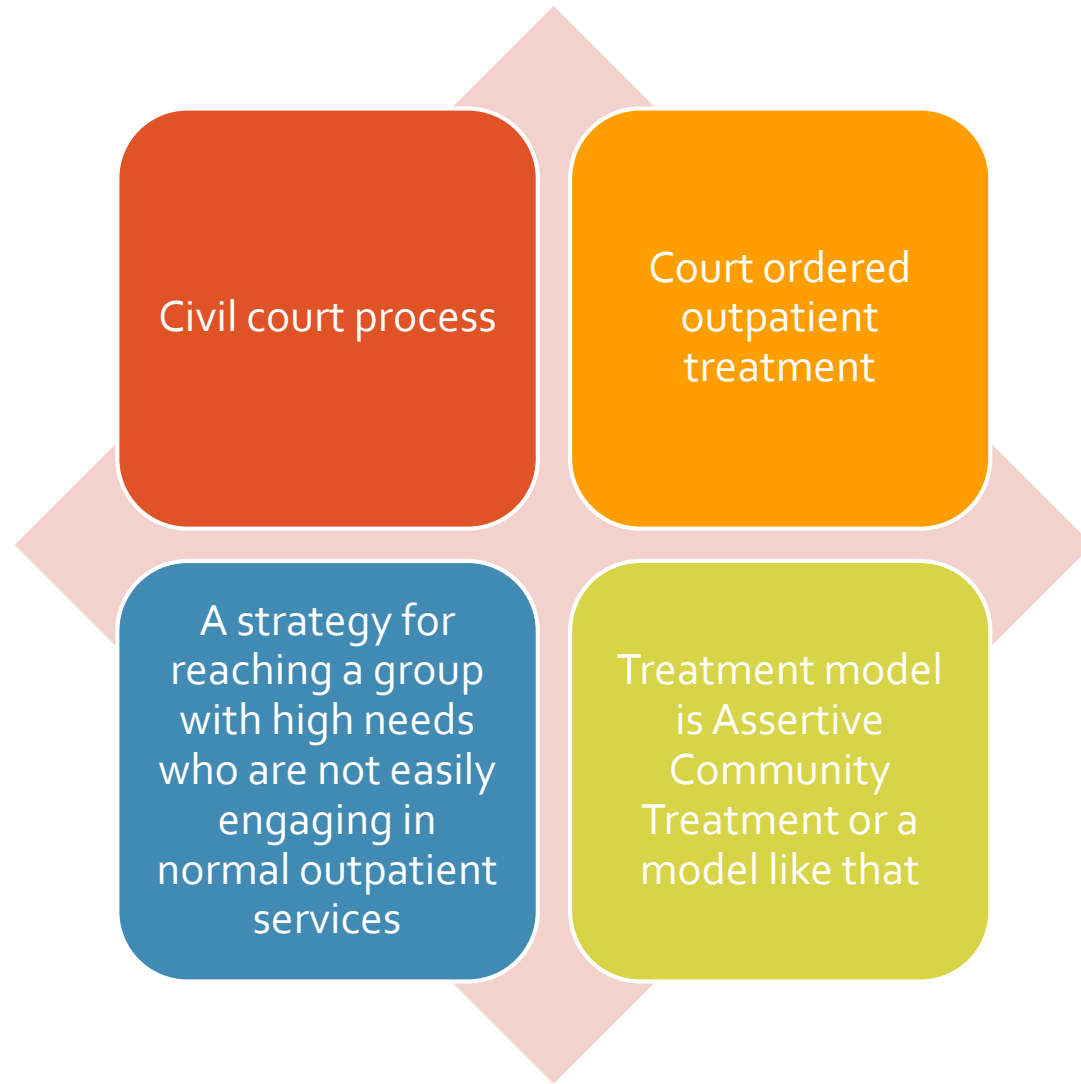 Civil court process
Court ordered
outpatient
treatment
A strategy for
reaching a group
with high needs
who are not easily
engaging in
normal outpatient
services
Treatment model
is Assertive
Community
Treatment or a
model like that